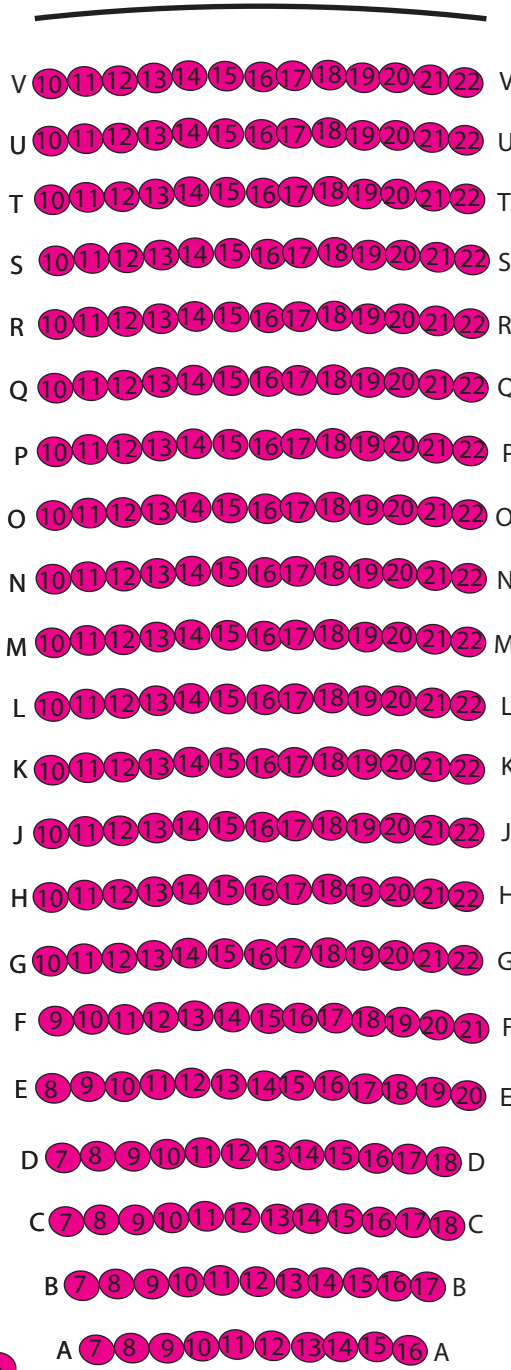 V 10 11 12 13 14 15 16 17 18 19 20 21 22 V
U 10 11 12 13 14 15 16 17 18 19 20 21 22 U
T 10 11 12 13 14 15 16 17 18 19 20 21 22 T
S 10 11 12 13 14 15 16 17 18 19 20 21 22 S
R 10 11 12 13 14 15 16 17 18 19 20 21 22 R
Q 10 11 12 13 14 15 16 17 18 19 20 21 22 Q
P 10 11 12 13 14 15 16 17 18 19 20 21 22 P
O 10 11 12 13 14 15 16 17 18 19 20 21 22 O
N 10 11 12 13 14 15 16 17 18 19 20 21 22 N
M 10 11 12 13 14 15 16 17 18 19 20 21 22 M
L 10 11 12 13 14 15 16 17 18 19 20 21 22 L
K 10 11 12 13 14 15 16 17 18 19 20 21 22 K
J 10 11 12 13 14 15 16 17 18 19 20 21 22 J
H 10 11 12 13 14 15 16 17 18 19 20 21 22 H
G 10 11 12 13 14 15 16 17 18 19 20 21 22 G
F 9 10 11 12 13 14 15 16 17 18 19 20 21 F
E 8 9 10 11 12 13 14 15 16 17 18 19 20 E
D 7 8 9 10 11 12 13 14 15 16 17 18 D
C 7 8 9 10 11 12 13 14 15 16 17 18 C
B 7 8 9 10 11 12 13 14 15 16 17 B
A 7 8 9 10 11 12 13 14 15 16 A